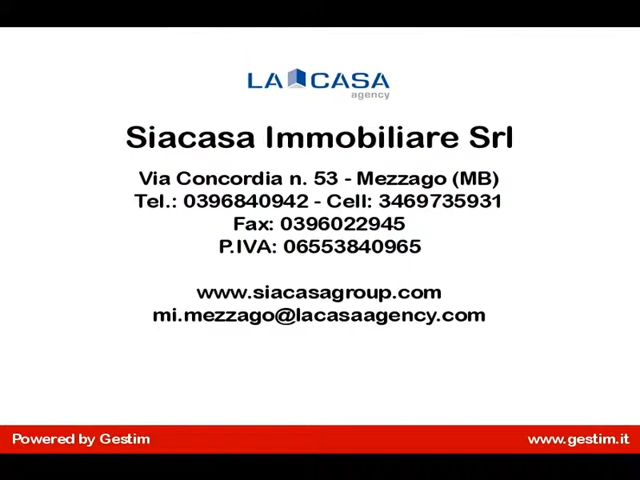 LA CASA
agency
Siacasa Immobiliare Srl
Via Concordia n. 53 - Mezzago (MB)
Tel.: 0396840942 - Cell: 3469735931
Fax: 0396022945
P.IVA: 06553840965
www.siacasagroup.com
mi.mezzago@lacasaagency.com
Powered by Gestim
www.gestim.it